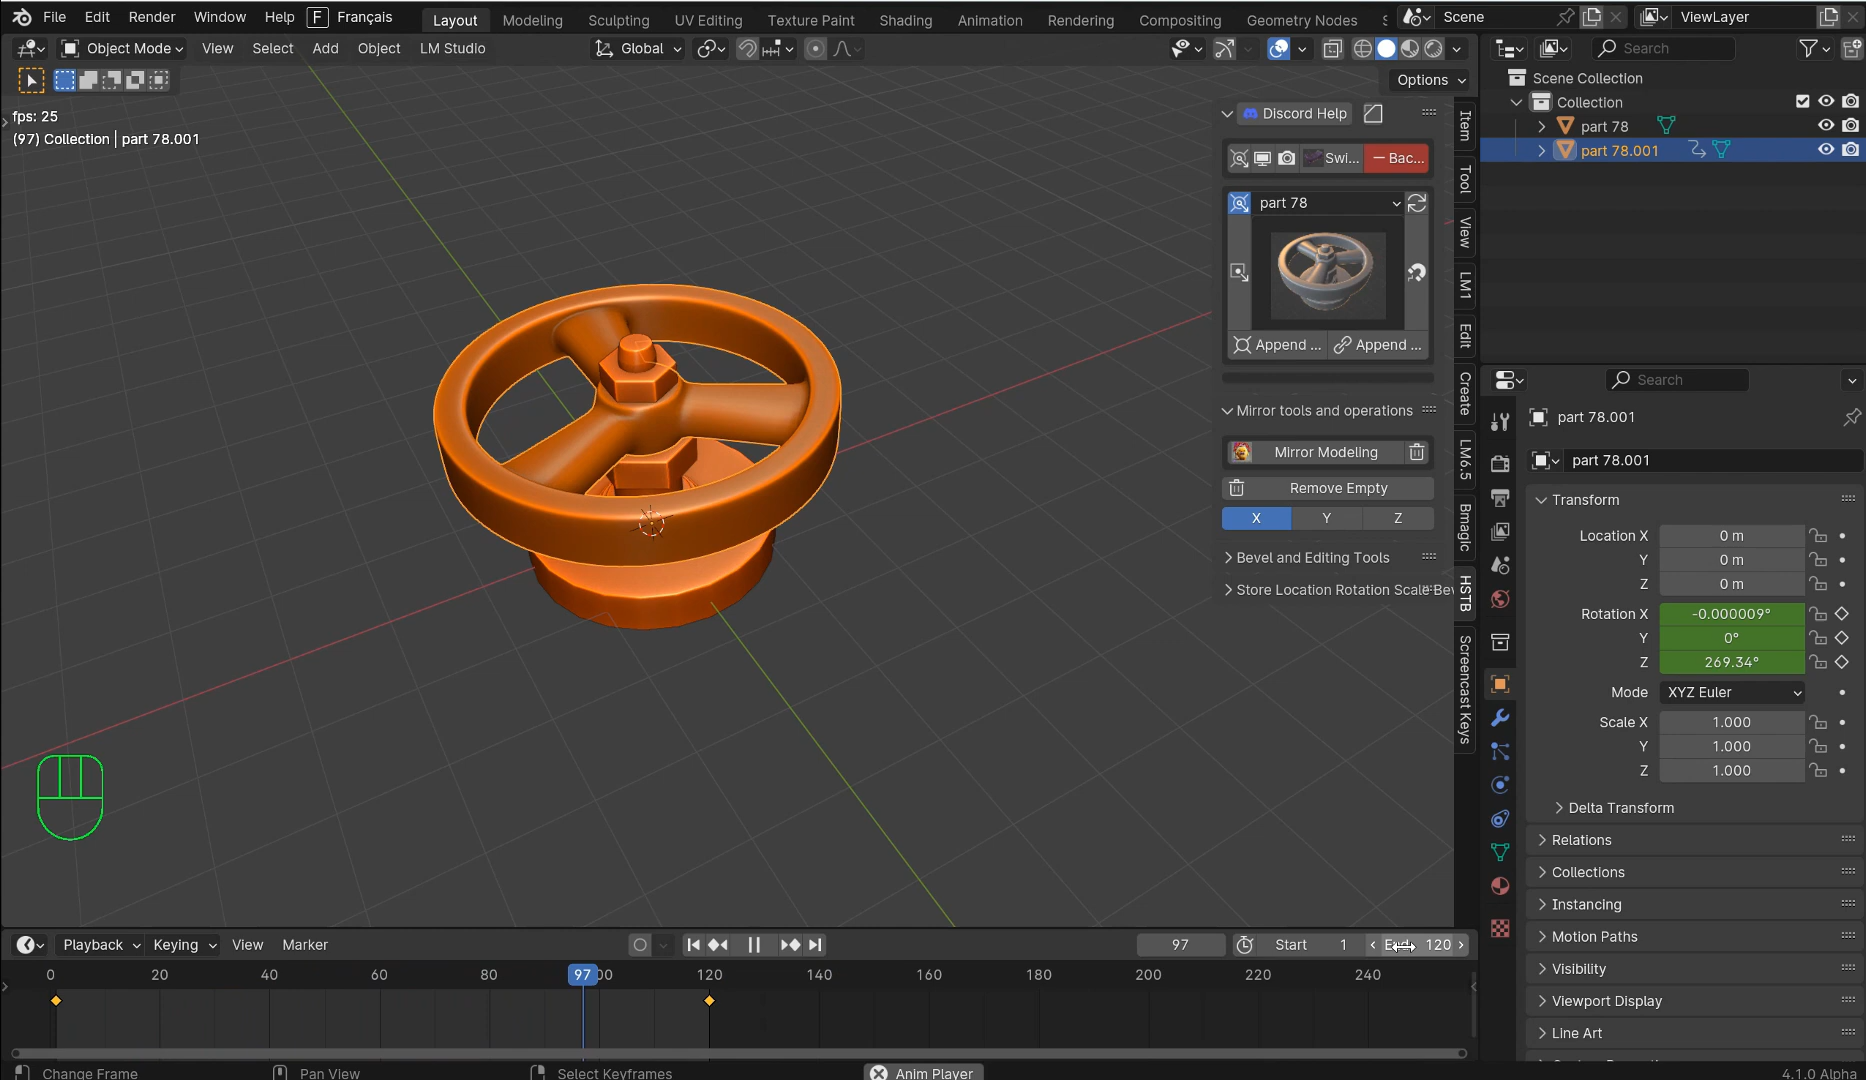 File Edit Render Window Help F Français Layout Modeling Sculpting UV Editing Texture Paint Shading Animation Rendering Compositing Geometry Nodes Scene ViewLayer
Object Mode View Select Add Object LM Studio Global Search
Options
Scene Collection
Collection
part 78
part 78.001
fps: 25
(97) Collection | part 78.001
Discord Help
Swi... Bac...
part 78
Append ... Append ...
Mirror tools and operations
Mirror Modeling
Remove Empty
X Y Z
Bevel and Editing Tools
Store Location Rotation Scale Bev
Item
Tool
View
LM1
Edit
Create
LM6.5
Bmagic
HSTB
Screencast Keys
Search
part 78.001
part 78.001
Transform
Location X 0 m
Y 0 m
Z 0 m
Rotation X -0.000009°
Y 0°
Z 269.34°
Mode XYZ Euler
Scale X 1.000
Y 1.000
Z 1.000
Delta Transform
Relations
Collections
Instancing
Motion Paths
Visibility
Viewport Display
Line Art
Playback Keying View Marker 97 Start 1 End 120
0 20 40 60 80 97 120 140 160 180 200 220 240
Change Frame Pan View Select Keyframes Anim Player 4.1.0 Alpha